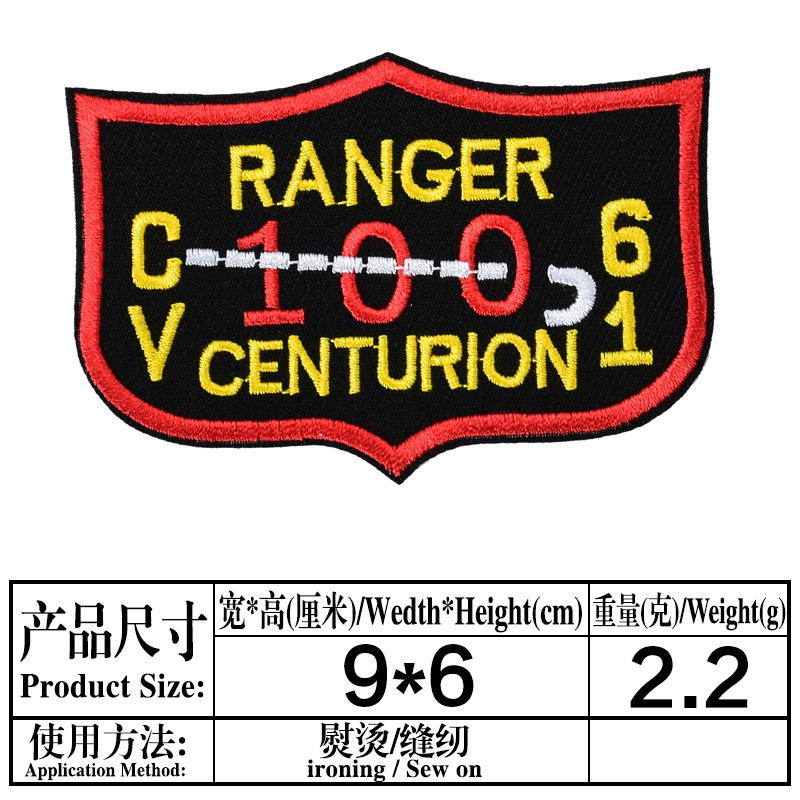 RANGER
C 100 6
V CENTURION 1
产品尺寸
Product Size:
宽*高(厘米)/Wedth*Height(cm)
重量(克)/Weight(g)
9*6
2.2
使用方法:
Application Method:
熨烫/缝纫
ironing / Sew on